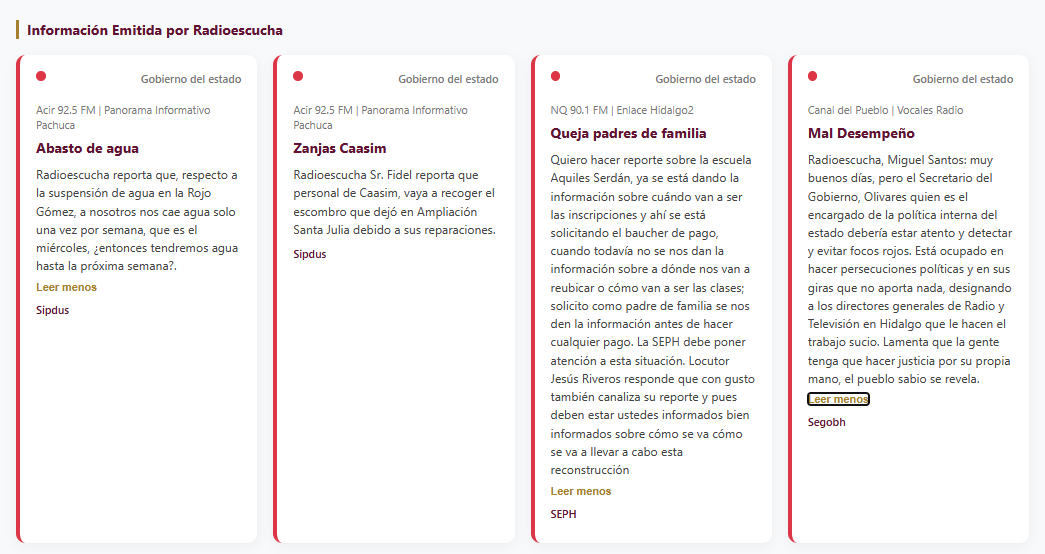 Información Emitida por Radioescucha
Gobierno del estado
Acir 92.5 FM | Panorama Informativo
Pachuca
Abasto de agua
Radioescucha reporta que, respecto a
la suspensión de agua en la Rojo
Gómez, a nosotros nos cae agua solo
una vez por semana, que es el
miércoles, ¿entonces tendremos agua
hasta la próxima semana?.
Leer menos
Sipdus
Gobierno del estado
Acir 92.5 FM | Panorama Informativo
Pachuca
Zanjas Caasim
Radioescucha Sr. Fidel reporta que
personal de Caasim, vaya a recoger el
escombro que dejó en Ampliación
Santa Julia debido a sus reparaciones.
Sipdus
Gobierno del estado
NQ 90.1 FM | Enlace Hidalgo2
Queja padres de familia
Quiero hacer reporte sobre la escuela
Aquiles Serdán, ya se está dando la
información sobre cuándo van a ser
las inscripciones y ahí se está
solicitando el baucher de pago,
cuando todavía no se nos dan la
información sobre a dónde nos van a
reubicar o cómo van a ser las clases;
solicito como padre de familia se nos
den la información antes de hacer
cualquier pago. La SEPH debe poner
atención a esta situación. Locutor
Jesús Riveros responde que con gusto
también canaliza su reporte y pues
deben estar ustedes informados bien
informados sobre cómo se va cómo
se va a llevar a cabo esta
reconstrucción
Leer menos
SEPH
Gobierno del estado
Canal del Pueblo | Vocales Radio
Mal Desempeño
Radioescucha, Miguel Santos: muy
buenos días, pero el Secretario del
Gobierno, Olivares quien es el
encargado de la política interna del
estado debería estar atento y detectar
y evitar focos rojos. Está ocupado en
hacer persecuciones políticas y en sus
giras que no aporta nada, designando
a los directores generales de Radio y
Televisión en Hidalgo que le hacen el
trabajo sucio. Lamenta que la gente
tenga que hacer justicia por su propia
mano, el pueblo sabio se revela.
Leer menos
Segobh